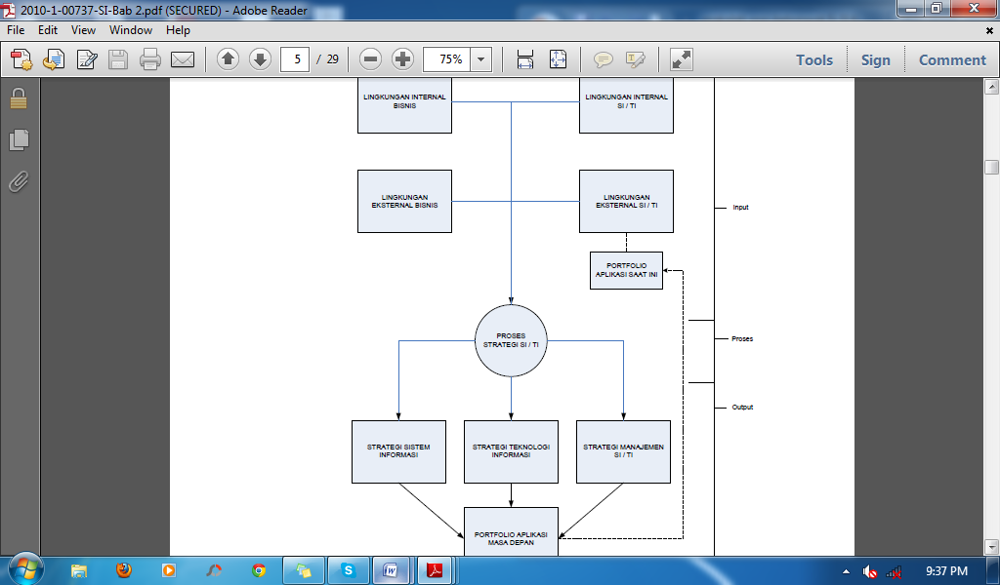 2010-1-00737-SI-Bab 2.pdf (SECURED) - Adobe Reader
File Edit View Window Help
5 / 29 75% Tools Sign Comment
LINGKUNGAN INTERNAL
BISNIS
LINGKUNGAN INTERNAL
SI / TI
LINGKUNGAN
EKSTERNAL BISNIS
LINGKUNGAN
EKSTERNAL SI / TI
Input
PORTFOLIO
APLIKASI SAAT INI
PROSES
STRATEGI SI / TI
Proses
Output
STRATEGI SISTEM
INFORMASI
STRATEGI TEKNOLOGI
INFORMASI
STRATEGI MANAJEMEN
SI / TI
PORTFOLIO APLIKASI
MASA DEPAN
9:37 PM